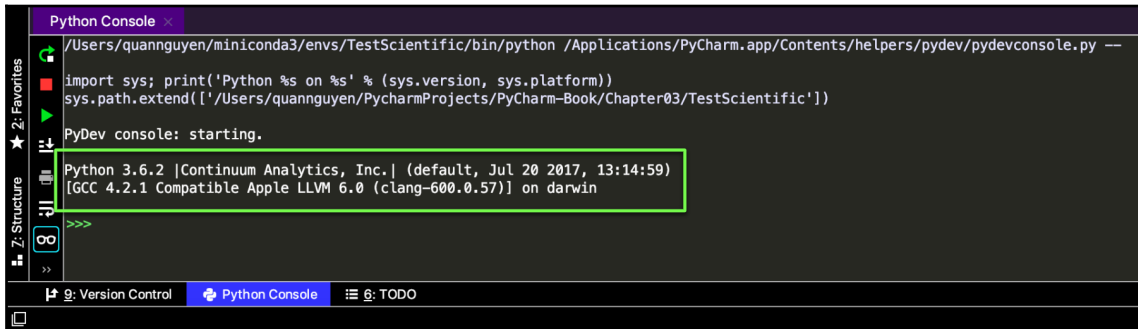 Python Console ×
/Users/quannguyen/miniconda3/envs/TestScientific/bin/python /Applications/PyCharm.app/Contents/helpers/pydev/pydevconsole.py --
import sys; print('Python %s on %s' % (sys.version, sys.platform))
sys.path.extend(['/Users/quannguyen/PycharmProjects/PyCharm-Book/Chapter03/TestScientific'])
PyDev console: starting.
Python 3.6.2 |Continuum Analytics, Inc.| (default, Jul 20 2017, 13:14:59)
[GCC 4.2.1 Compatible Apple LLVM 6.0 (clang-600.0.57)] on darwin
>>>
2: Favorites
7: Structure
>>
9: Version Control
Python Console
6: TODO